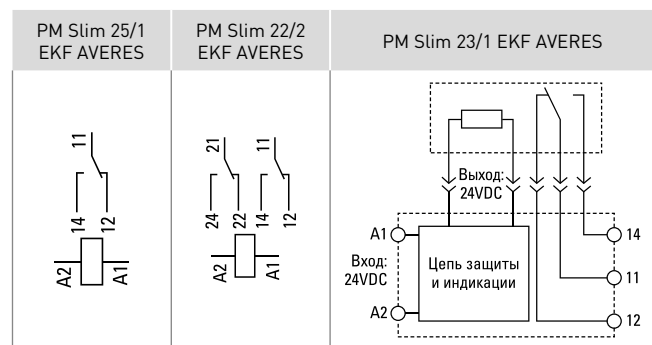 PM Slim 25/1
EKF AVERES
PM Slim 22/2
EKF AVERES
PM Slim 23/1 EKF AVERES
11
14
12
A2
A1
21
11
24
22
14
12
A2
A1
Выход:
24VDC
A1
14
Вход:
24VDC
Цепь защиты
и индикации
11
A2
12